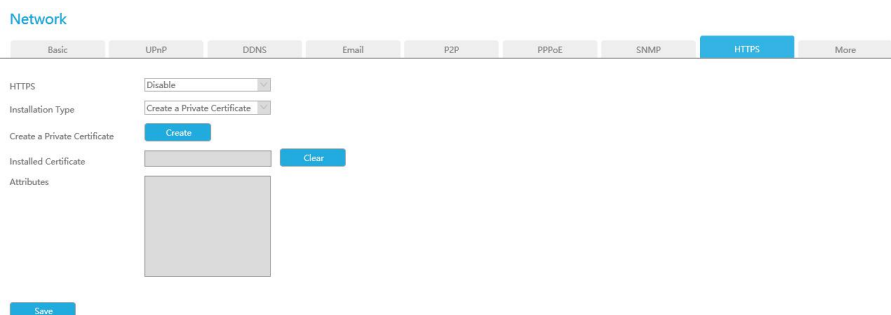 Network
Basic UPnP DDNS Email P2P PPPoE SNMP HTTPS More
HTTPS Disable
Installation Type Create a Private Certificate
Create a Private Certificate Create
Installed Certificate Clear
Attributes
Save